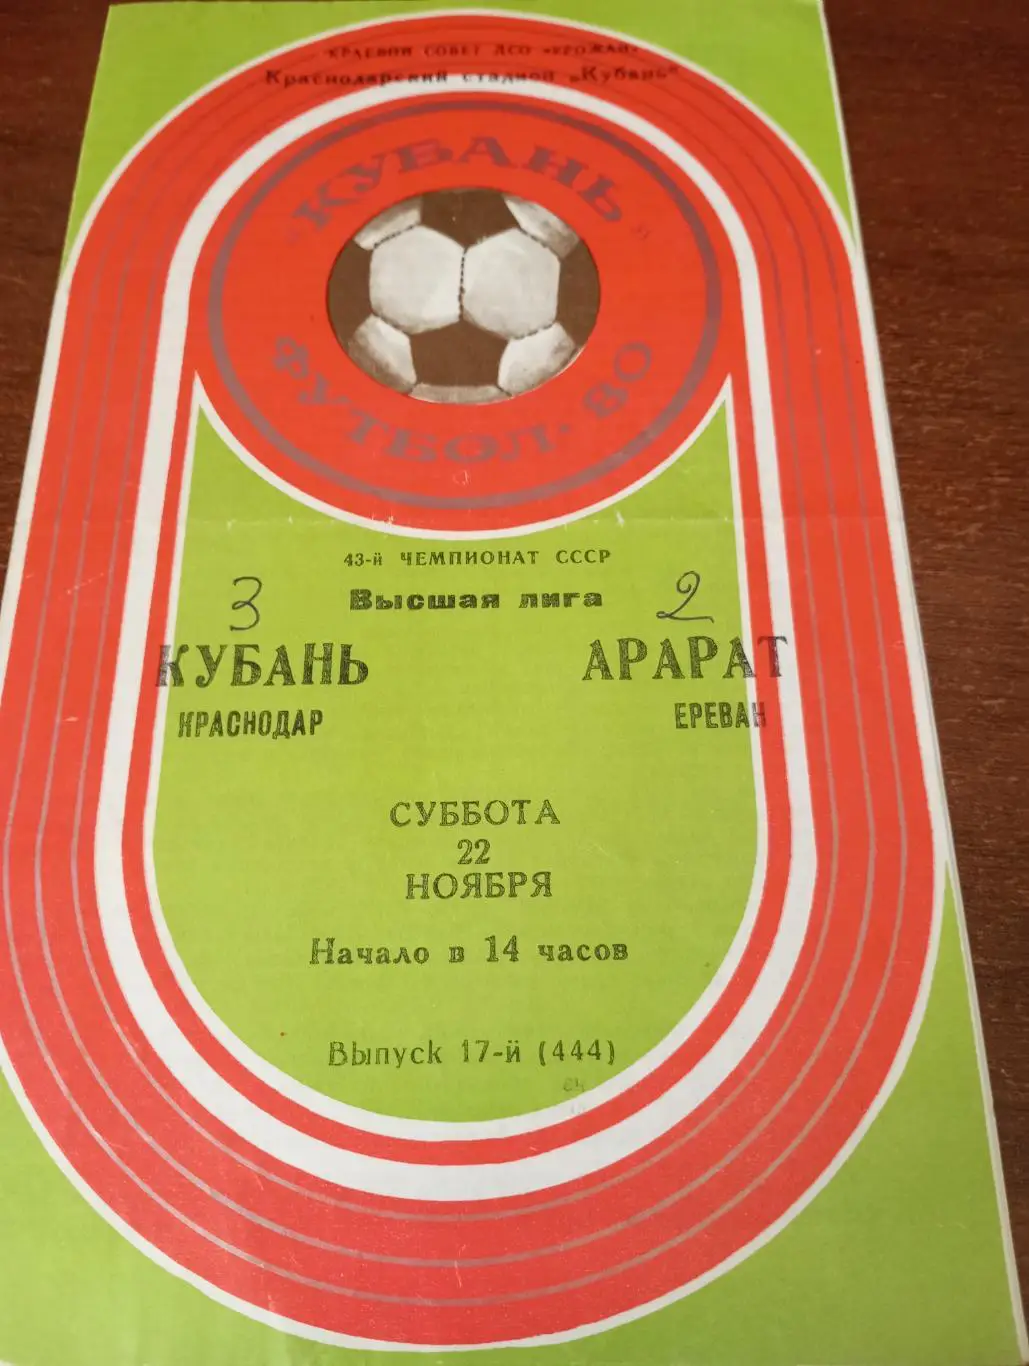 КРАЕВОЙ СОВЕТ ДСО «УРОЖАЙ»
Краснодарский стадион „Кубань“
„КУБАНЬ“
ФУТБОЛ·80
43-й ЧЕМПИОНАТ СССР
Высшая лига
3 2
КУБАНЬ АРАРАТ
КРАСНОДАР ЕРЕВАН
СУББОТА
22
НОЯБРЯ
Начало в 14 часов
Выпуск 17-й (444)